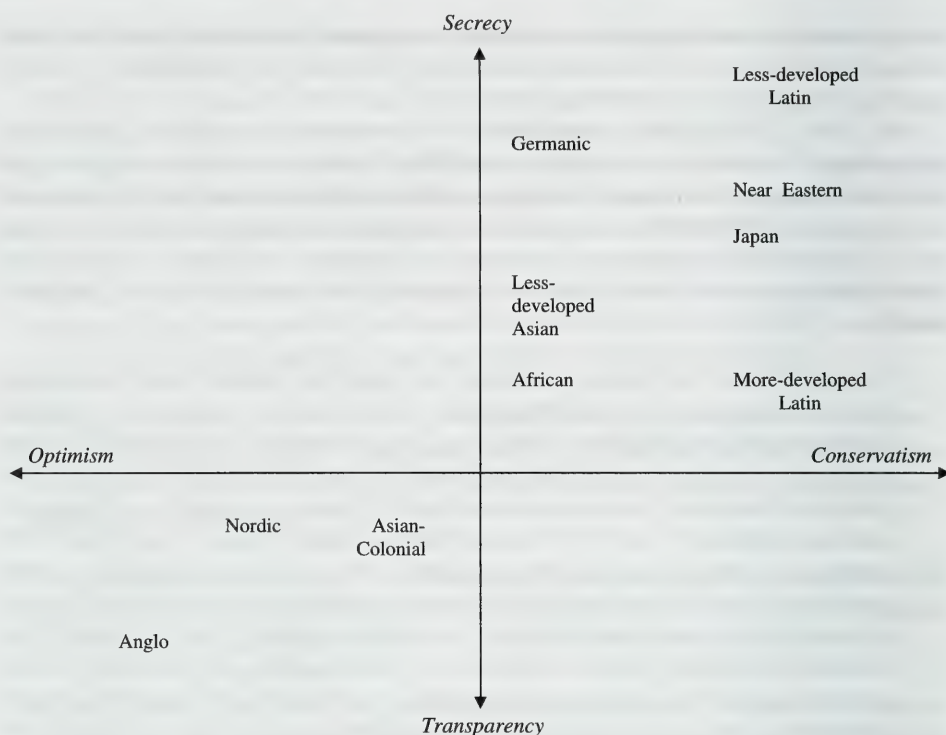 Secrecy
Less-developed
Latin
Germanic
Near Eastern
Japan
Less-
developed
Asian
African
More-developed
Latin
Optimism
Conservatism
Nordic
Asian-
Colonial
Anglo
Transparency